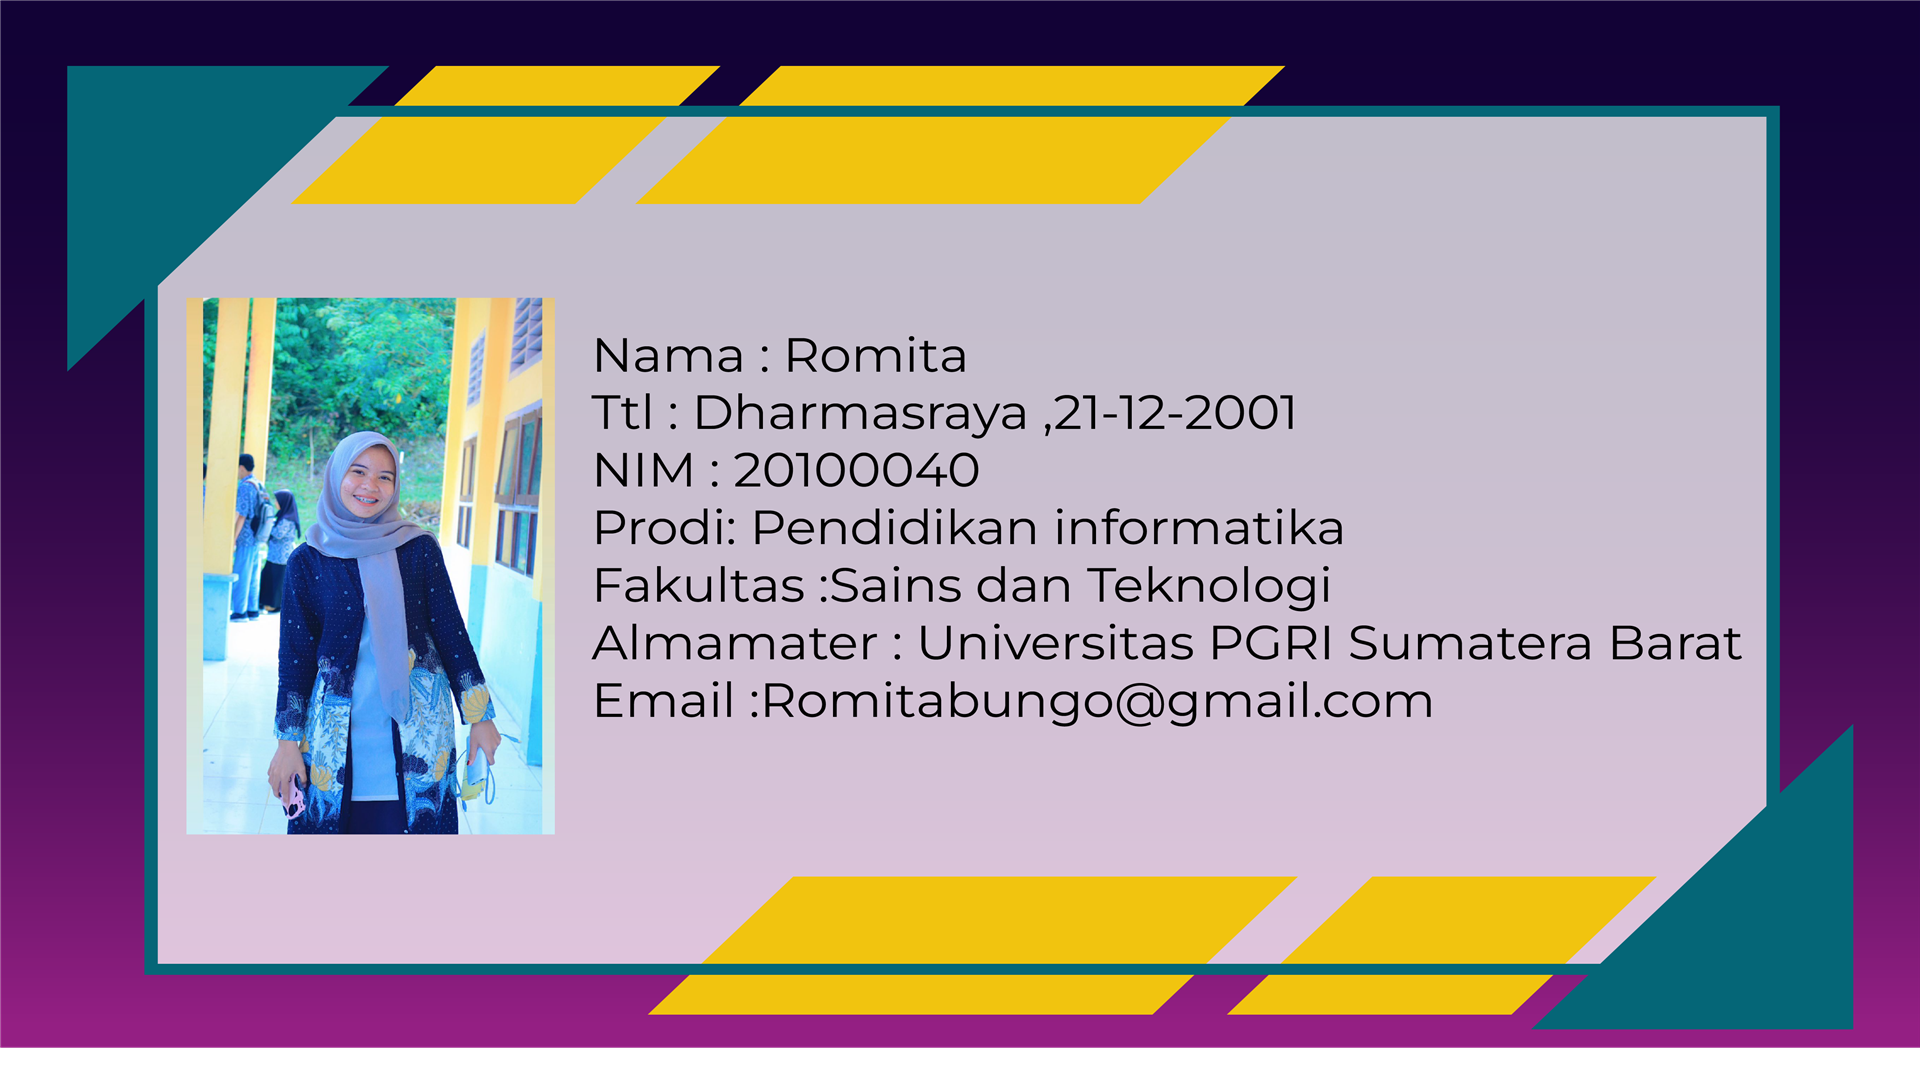 Nama : Romita
Ttl : Dharmasraya ,21-12-2001
NIM : 20100040
Prodi: Pendidikan informatika
Fakultas :Sains dan Teknologi
Almamater : Universitas PGRI Sumatera Barat
Email :Romitabungo@gmail.com